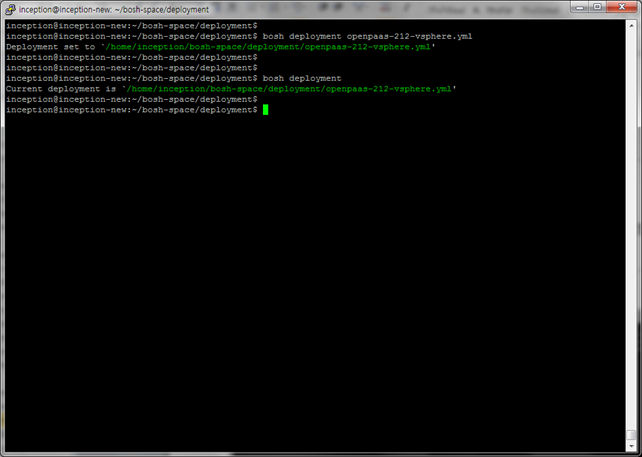 inception@inception-new: ~/bosh-space/deployment
inception@inception-new:~/bosh-space/deployment$
inception@inception-new:~/bosh-space/deployment$ bosh deployment openpaas-212-vsphere.yml
Deployment set to `/home/inception/bosh-space/deployment/openpaas-212-vsphere.yml'
inception@inception-new:~/bosh-space/deployment$
inception@inception-new:~/bosh-space/deployment$
inception@inception-new:~/bosh-space/deployment$ bosh deployment
Current deployment is `/home/inception/bosh-space/deployment/openpaas-212-vsphere.yml'
inception@inception-new:~/bosh-space/deployment$
inception@inception-new:~/bosh-space/deployment$